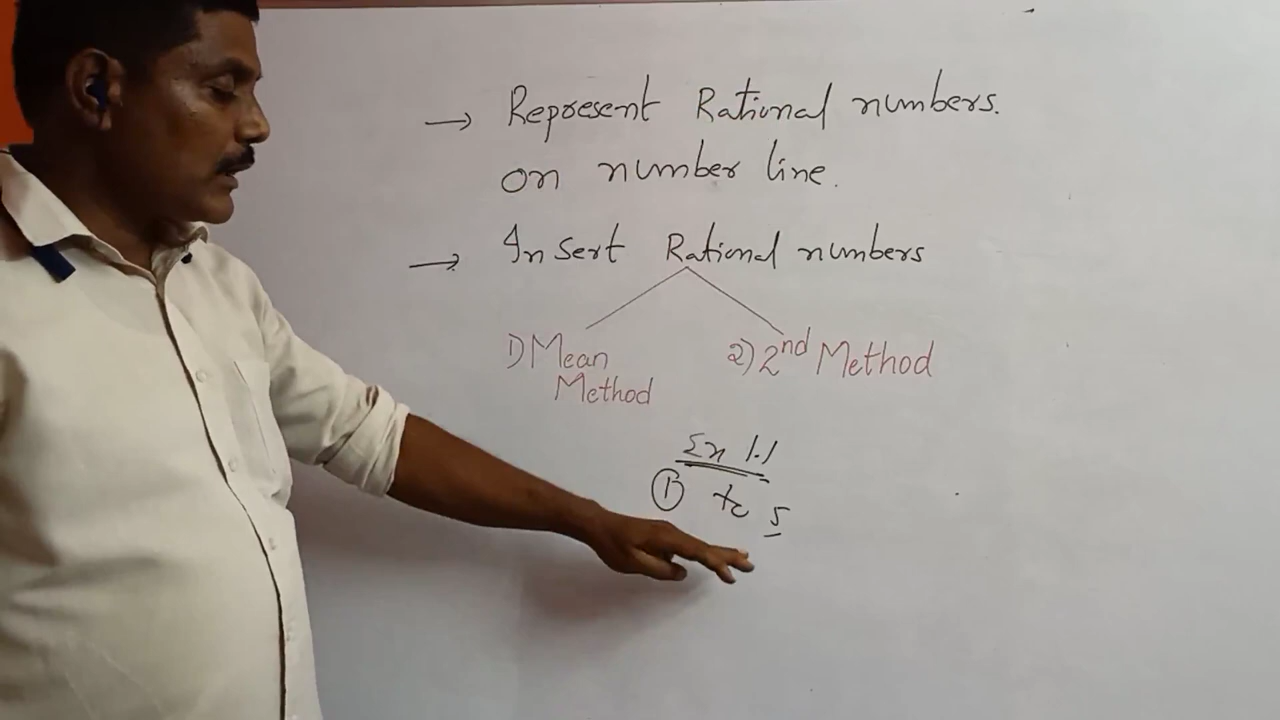 → Represent Rational numbers.
on number line.
→ Insert Rational numbers
1) Mean Method
2) 2nd Method
Ex 1.1
① to 5